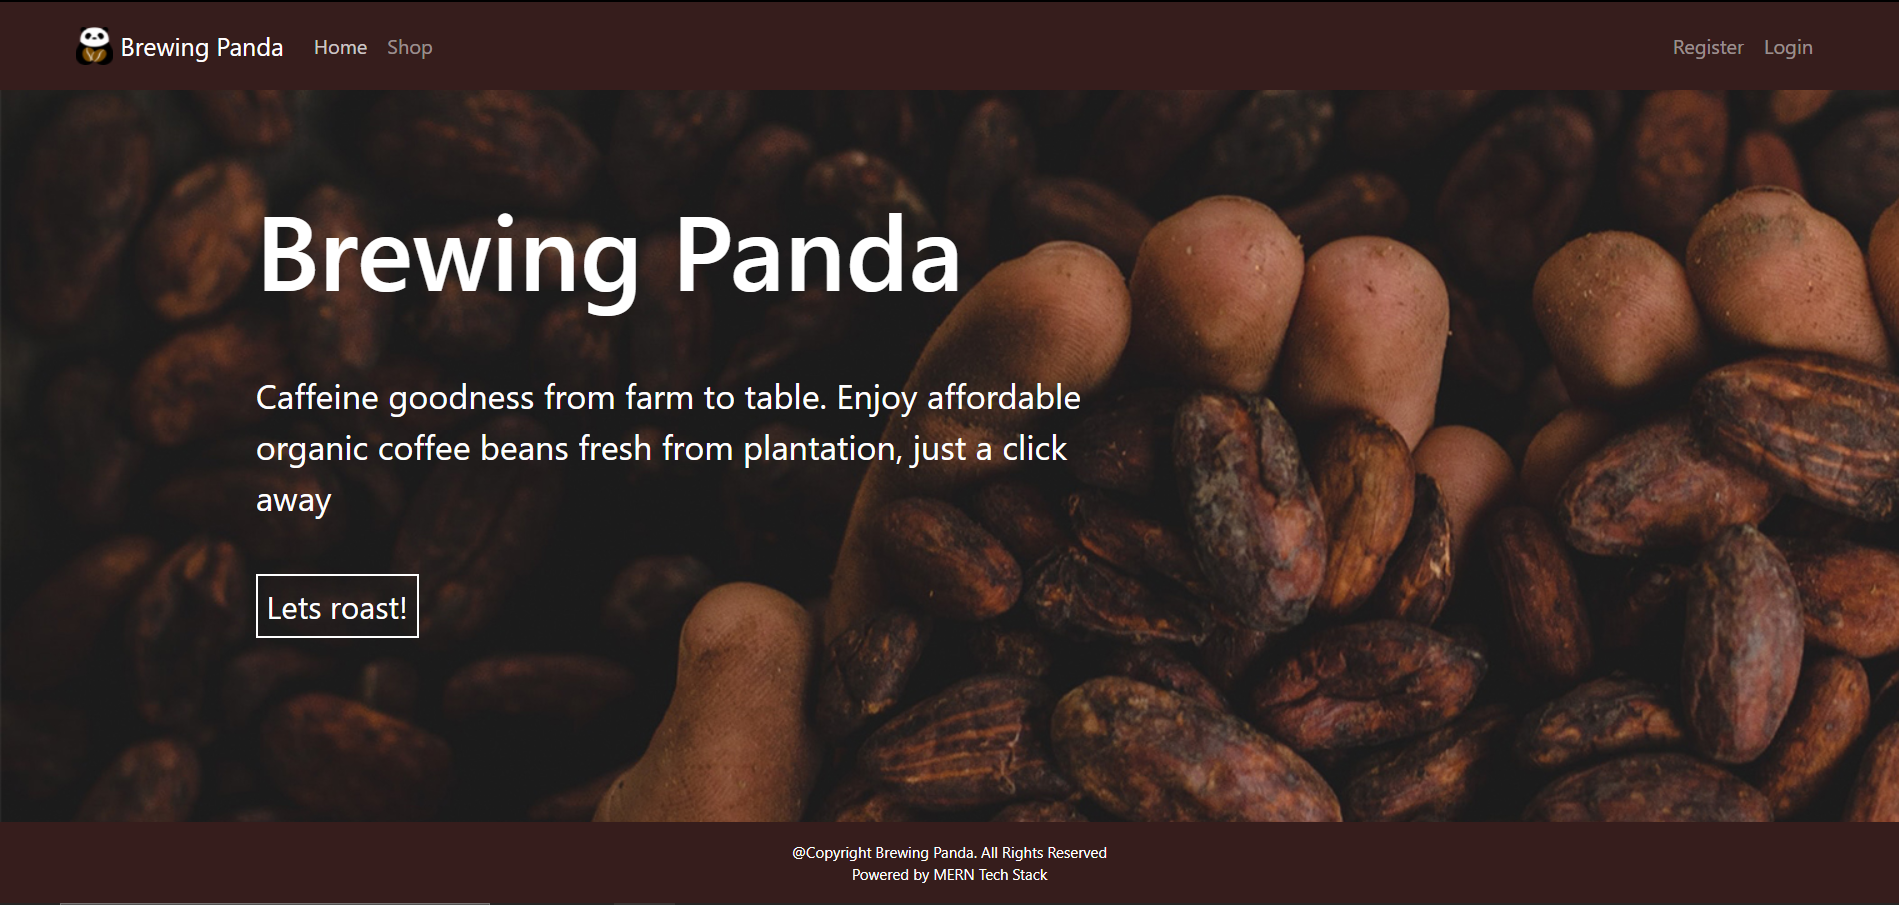 Brewing Panda Home Shop Register Login
Brewing Panda
Caffeine goodness from farm to table. Enjoy affordable
organic coffee beans fresh from plantation, just a click
away
Lets roast!
@Copyright Brewing Panda. All Rights Reserved
Powered by MERN Tech Stack